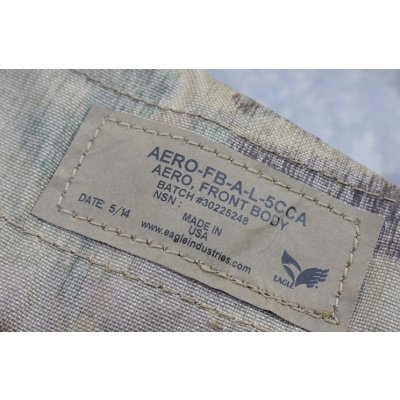 AERO-FB-A-L-5CCA
AERO, FRONT BODY
BATCH #30225248
NSN :
DATE: 5/14
MADE IN
USA
www.eagleindustries.com
EAGLE